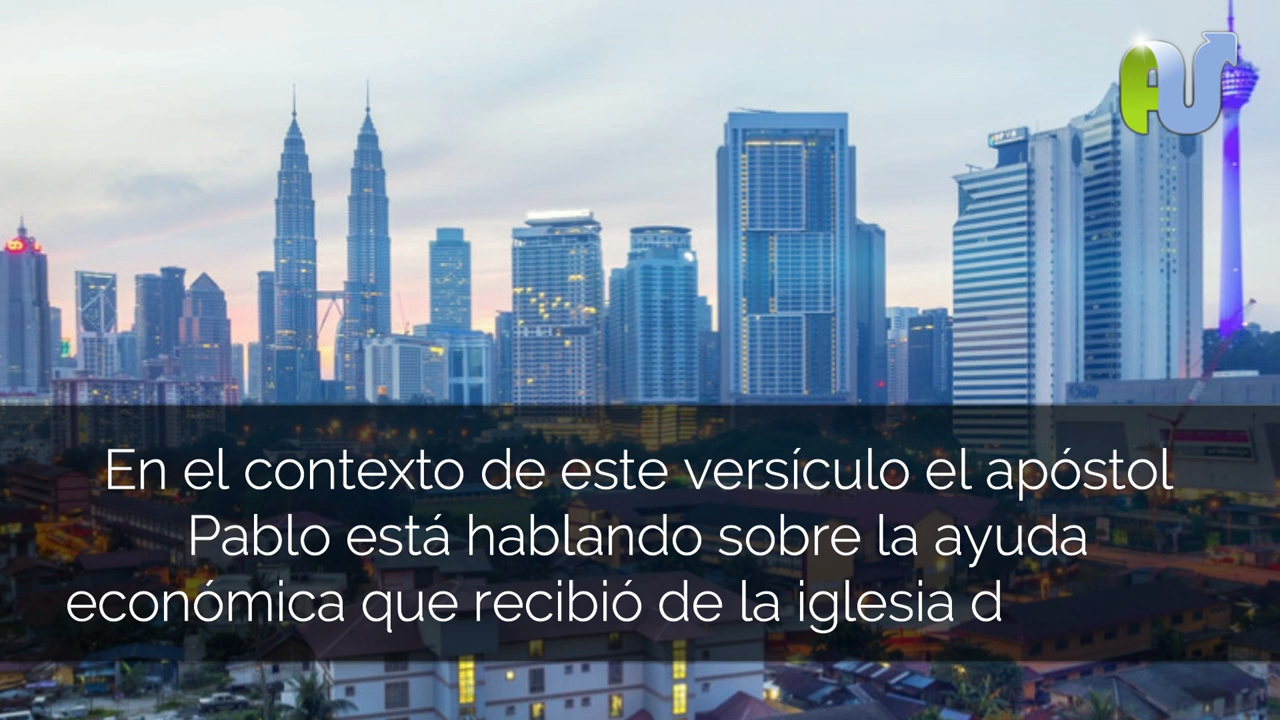 En el contexto de este versículo el apóstol
Pablo está hablando sobre la ayuda
económica que recibió de la iglesia d